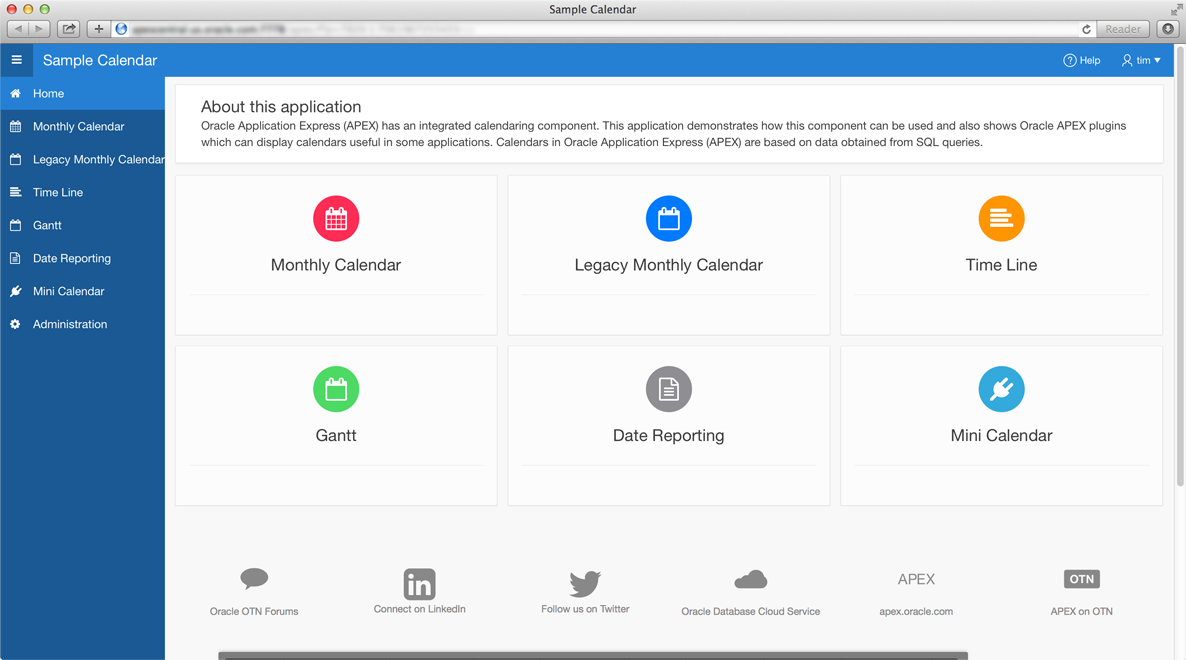 Sample Calendar
Reader
Sample Calendar
Help
tim
Home
Monthly Calendar
Legacy Monthly Calendar
Time Line
Gantt
Date Reporting
Mini Calendar
Administration
About this application
Oracle Application Express (APEX) has an integrated calendaring component. This application demonstrates how this component can be used and also shows Oracle APEX plugins
which can display calendars useful in some applications. Calendars in Oracle Application Express (APEX) are based on data obtained from SQL queries.
Monthly Calendar
Legacy Monthly Calendar
Time Line
Gantt
Date Reporting
Mini Calendar
in
APEX
OTN
Oracle OTN Forums
Connect on LinkedIn
Follow us on Twitter
Oracle Database Cloud Service
apex.oracle.com
APEX on OTN